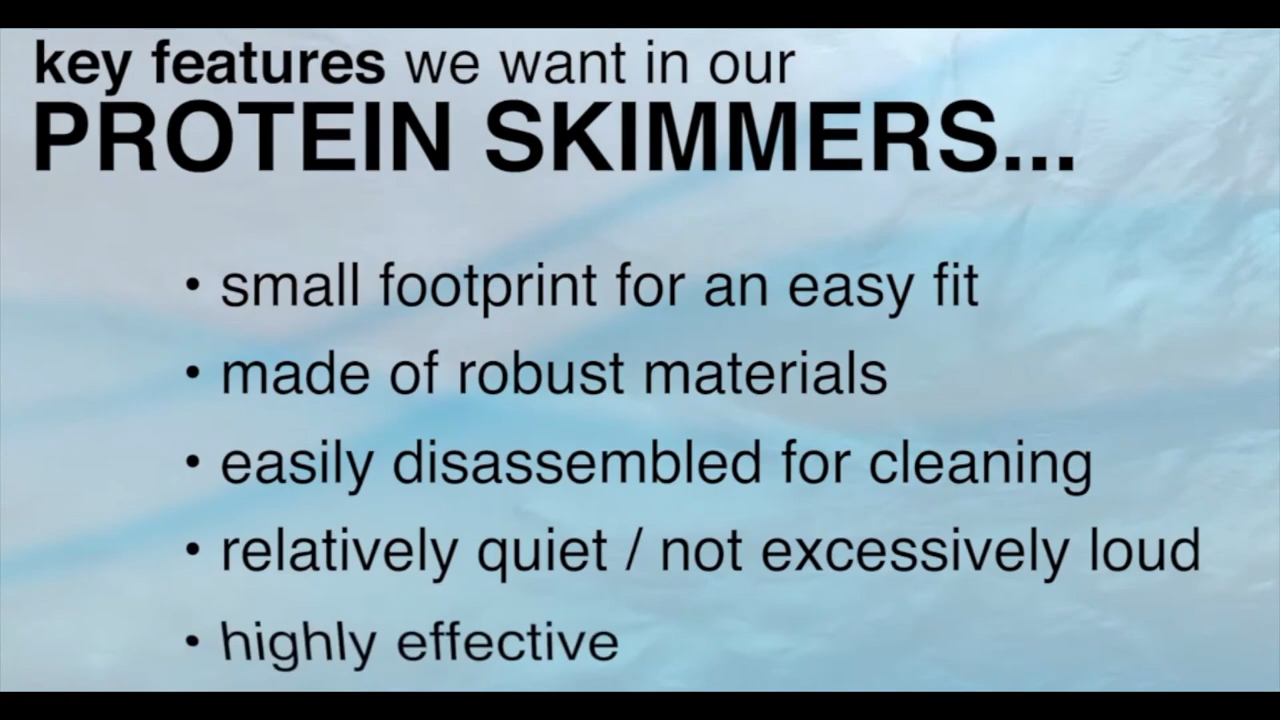 key features we want in our
PROTEIN SKIMMERS...
• small footprint for an easy fit
• made of robust materials
• easily disassembled for cleaning
• relatively quiet / not excessively loud
• highly effective